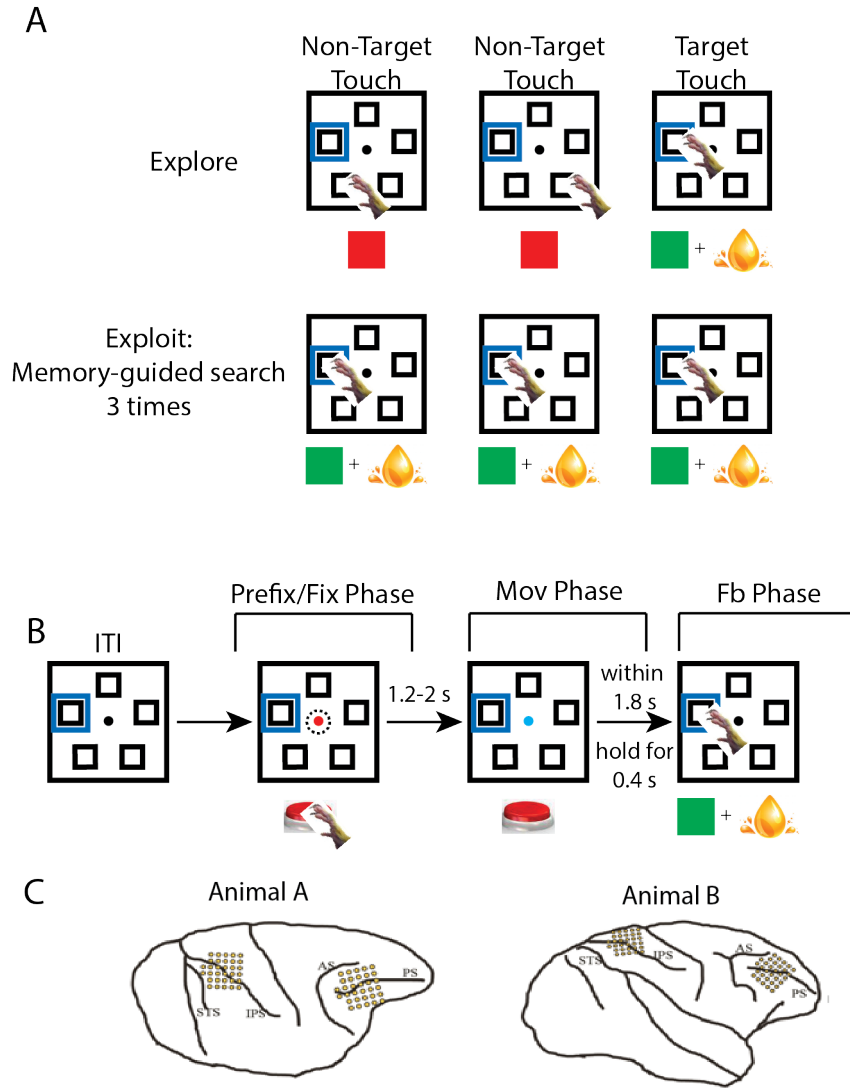 A
Non-Target
Touch
Non-Target
Touch
Target
Touch
Explore
+
Exploit:
Memory-guided search
3 times
+
+
+
B
ITI
Prefix/Fix Phase
Mov Phase
Fb Phase
1.2-2 s
within
1.8 s
hold for
0.4 s
+
C
Animal A
Animal B
AS
PS
STS
IPS
STS
IPS
AS
PS